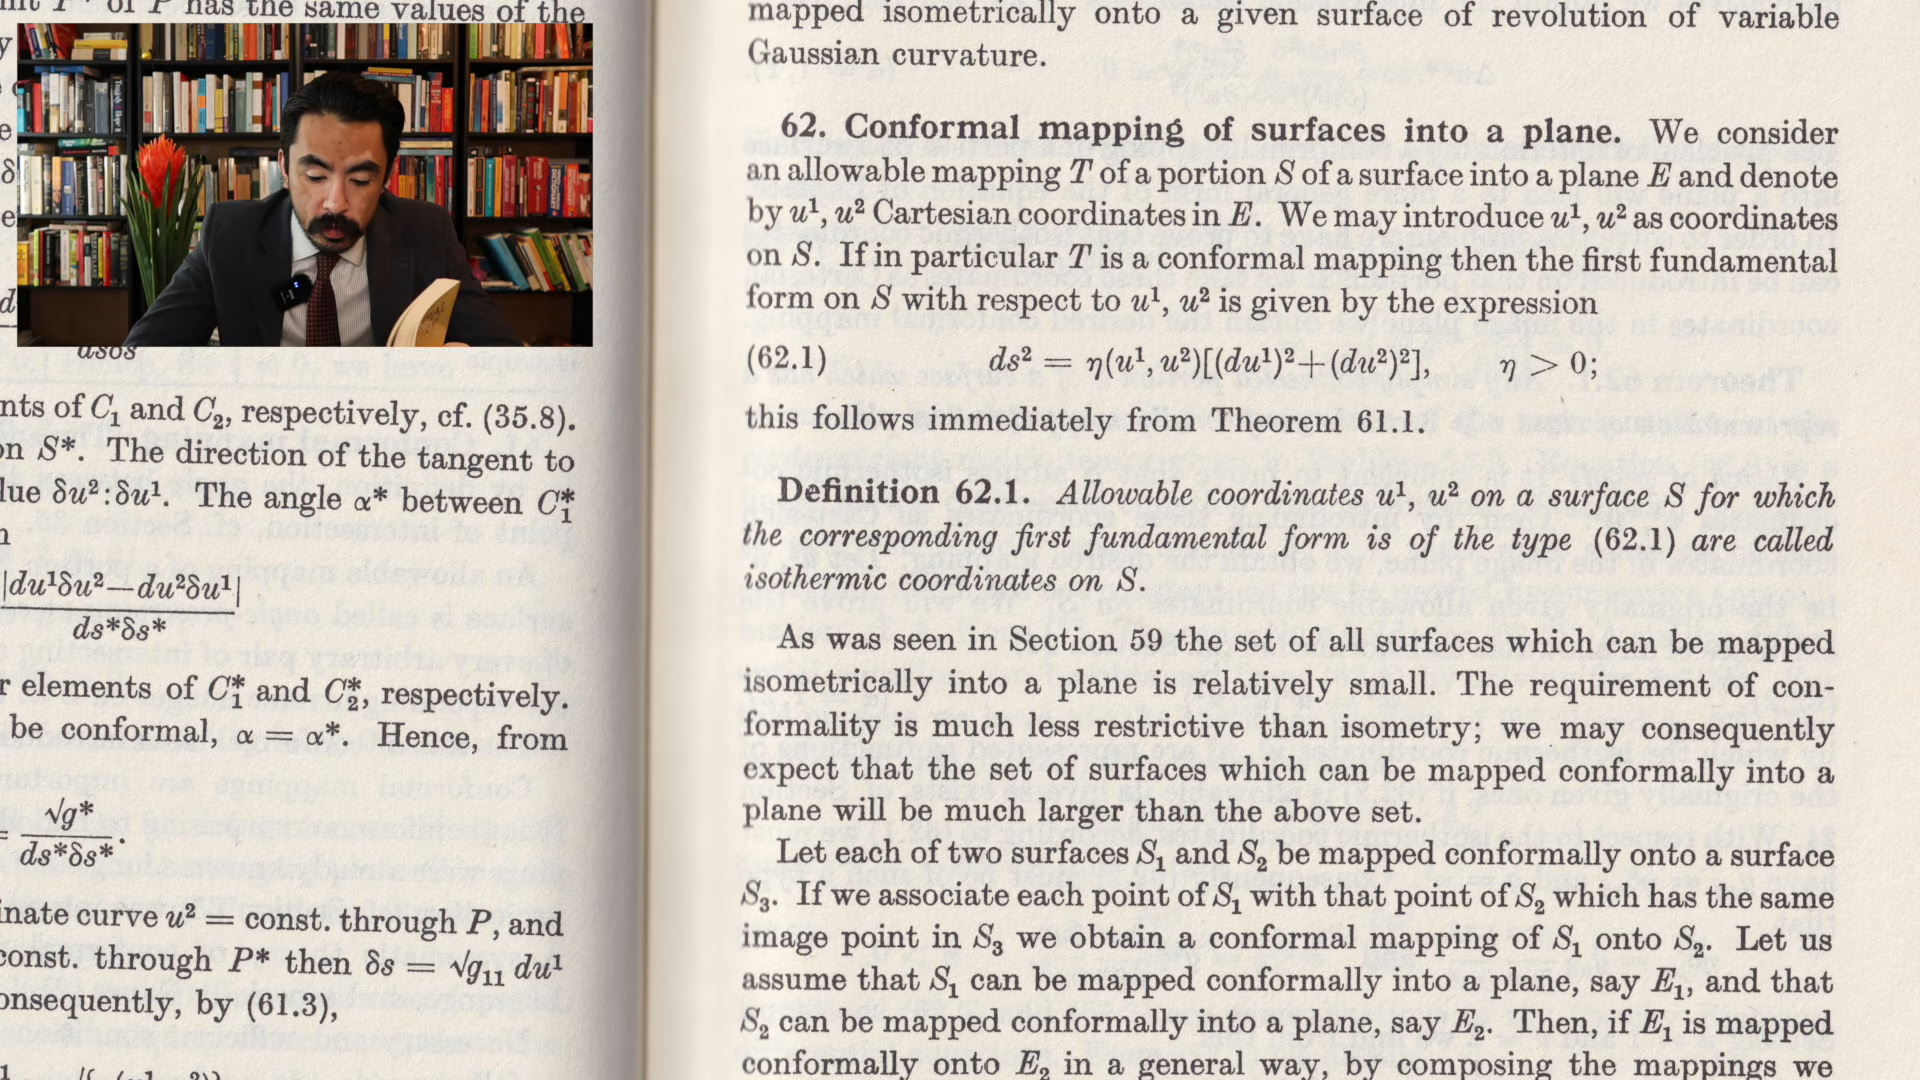 of P has the same values of the
asos
nts of C₁ and C₂, respectively, cf. (35.8).
on S*. The direction of the tangent to
lue δu²:δu¹. The angle α* between C₁*
|du¹δu²—du²δu¹|
ds*δs*
r elements of C₁* and C₂*, respectively.
be conformal, α = α*. Hence, from
= √g*
ds*δs* .
inate curve u² = const. through P, and
const. through P* then δs = √g₁₁ du¹
onsequently, by (61.3),
mapped isometrically onto a given surface of revolution of variable
Gaussian curvature.
62. Conformal mapping of surfaces into a plane. We consider
an allowable mapping T of a portion S of a surface into a plane E and denote
by u¹, u² Cartesian coordinates in E. We may introduce u¹, u² as coordinates
on S. If in particular T is a conformal mapping then the first fundamental
form on S with respect to u¹, u² is given by the expression
(62.1) ds² = η(u¹, u²)[(du¹)²+(du²)²], η > 0;
this follows immediately from Theorem 61.1.
Definition 62.1. Allowable coordinates u¹, u² on a surface S for which
the corresponding first fundamental form is of the type (62.1) are called
isothermic coordinates on S.
As was seen in Section 59 the set of all surfaces which can be mapped
isometrically into a plane is relatively small. The requirement of con-
formality is much less restrictive than isometry; we may consequently
expect that the set of surfaces which can be mapped conformally into a
plane will be much larger than the above set.
Let each of two surfaces S₁ and S₂ be mapped conformally onto a surface
S₃. If we associate each point of S₁ with that point of S₂ which has the same
image point in S₃ we obtain a conformal mapping of S₁ onto S₂. Let us
assume that S₁ can be mapped conformally into a plane, say E₁, and that
S₂ can be mapped conformally into a plane, say E₂. Then, if E₁ is mapped
conformally onto E₂ in a general way, by composing the mappings we